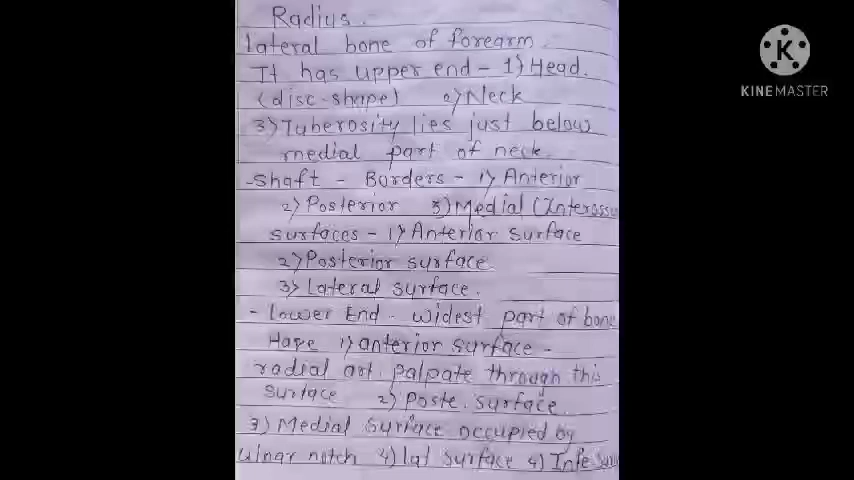 Radius.
Lateral bone of forearm.
It has upper end - 1) Head.
(disc-shape) 2) Neck
3) Tuberosity lies just below
medial part of neck.
- Shaft - Borders - 1) Anterior
2) Posterior 3) Medial (Inteross
surfaces - 1) Anterior surface
2) Posterior surface
3) Lateral surface.
- Lower End - widest part of bone
Have 1) anterior surface -
radial art. palpate through this
surface 2) Poste. surface.
3) Medial surface occupied by
ulnar notch 4) lat surface 4) Infe Su
K
KINEMASTER